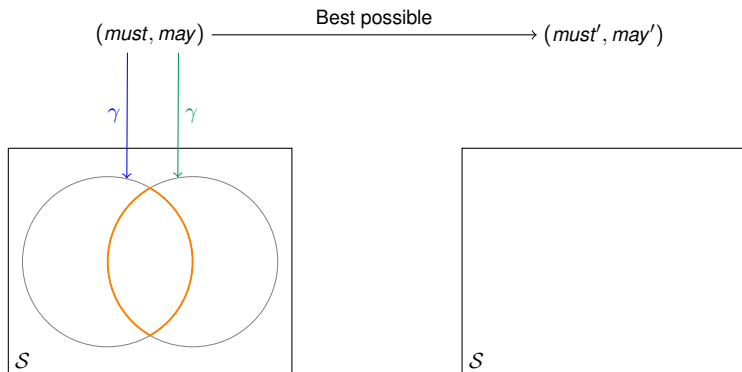 Best possible
(must, may) (must′, may′)
γ γ
𝒮 𝒮